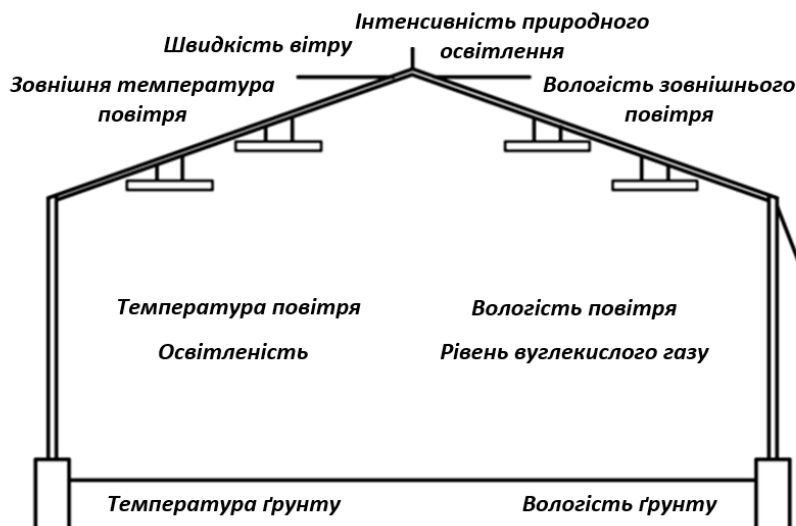 Інтенсивність природного
освітлення
Швидкість вітру
Зовнішня температура
повітря
Вологість зовнішнього
повітря
Температура повітря
Вологість повітря
Освітленість
Рівень вуглекислого газу
Температура ґрунту
Вологість ґрунту